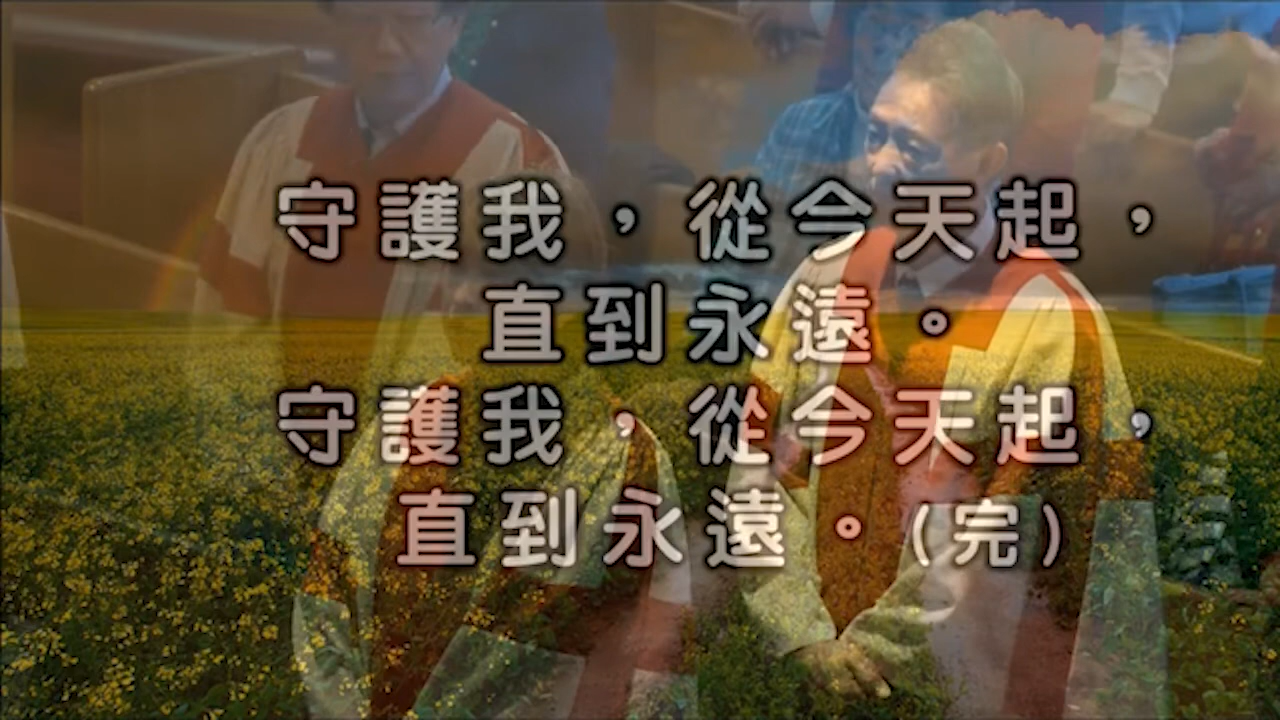 守護我，從今天起，
直到永遠。
守護我，從今天起，
直到永遠。(完)